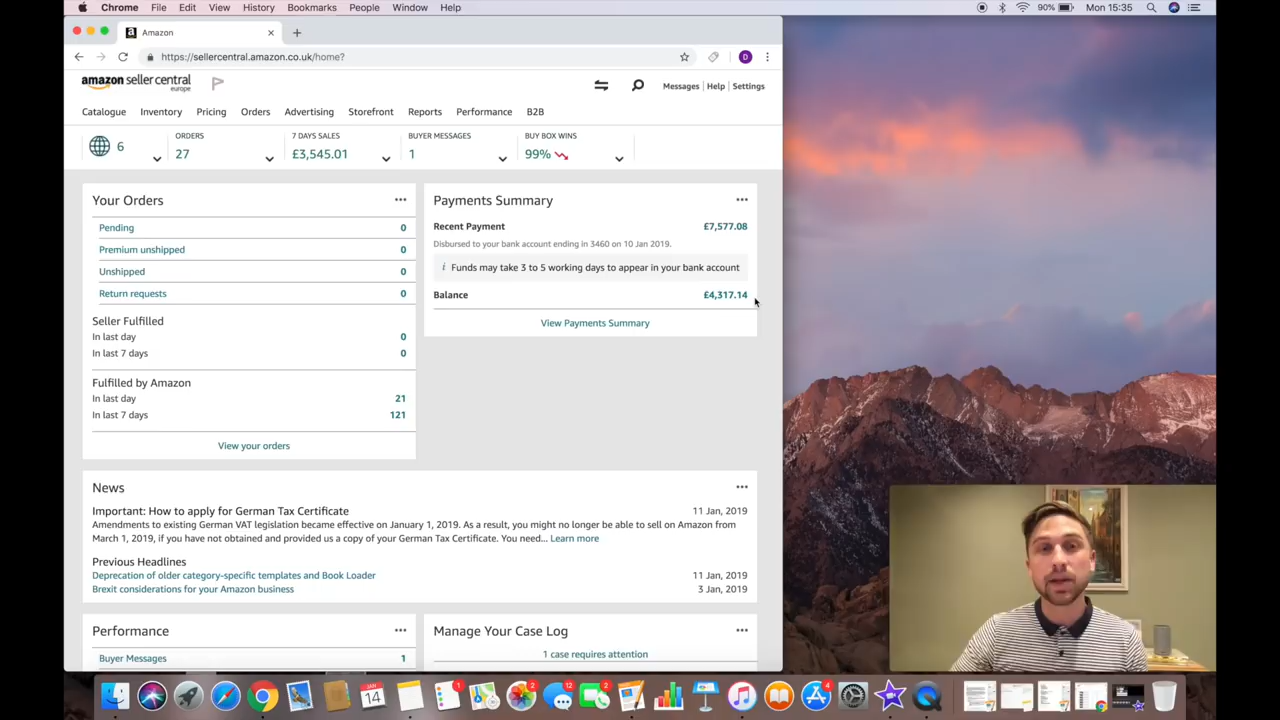 Chrome File Edit View History Bookmarks People Window Help 90% Mon 15:35
Amazon
https://sellercentral.amazon.co.uk/home?
D
amazon seller central
europe
Messages Help Settings
Catalogue Inventory Pricing Orders Advertising Storefront Reports Performance B2B
6
ORDERS
27
7 DAYS SALES
£3,545.01
BUYER MESSAGES
1
BUY BOX WINS
99%
Your Orders
Pending 0
Premium unshipped 0
Unshipped 0
Return requests 0
Seller Fulfilled
In last day 0
In last 7 days 0
Fulfilled by Amazon
In last day 21
In last 7 days 121
View your orders
Payments Summary
Recent Payment £7,577.08
Disbursed to your bank account ending in 3460 on 10 Jan 2019.
i Funds may take 3 to 5 working days to appear in your bank account
Balance £4,317.14
View Payments Summary
News
Important: How to apply for German Tax Certificate 11 Jan, 2019
Amendments to existing German VAT legislation became effective on January 1, 2019. As a result, you might no longer be able to sell on Amazon from
March 1, 2019, if you have not obtained and provided us a copy of your German Tax Certificate. You need... Learn more
Previous Headlines
Deprecation of older category-specific templates and Book Loader 11 Jan, 2019
Brexit considerations for your Amazon business 3 Jan, 2019
Performance
Buyer Messages 1
Manage Your Case Log
1 case requires attention
JAN
14
1
2
12
2
4